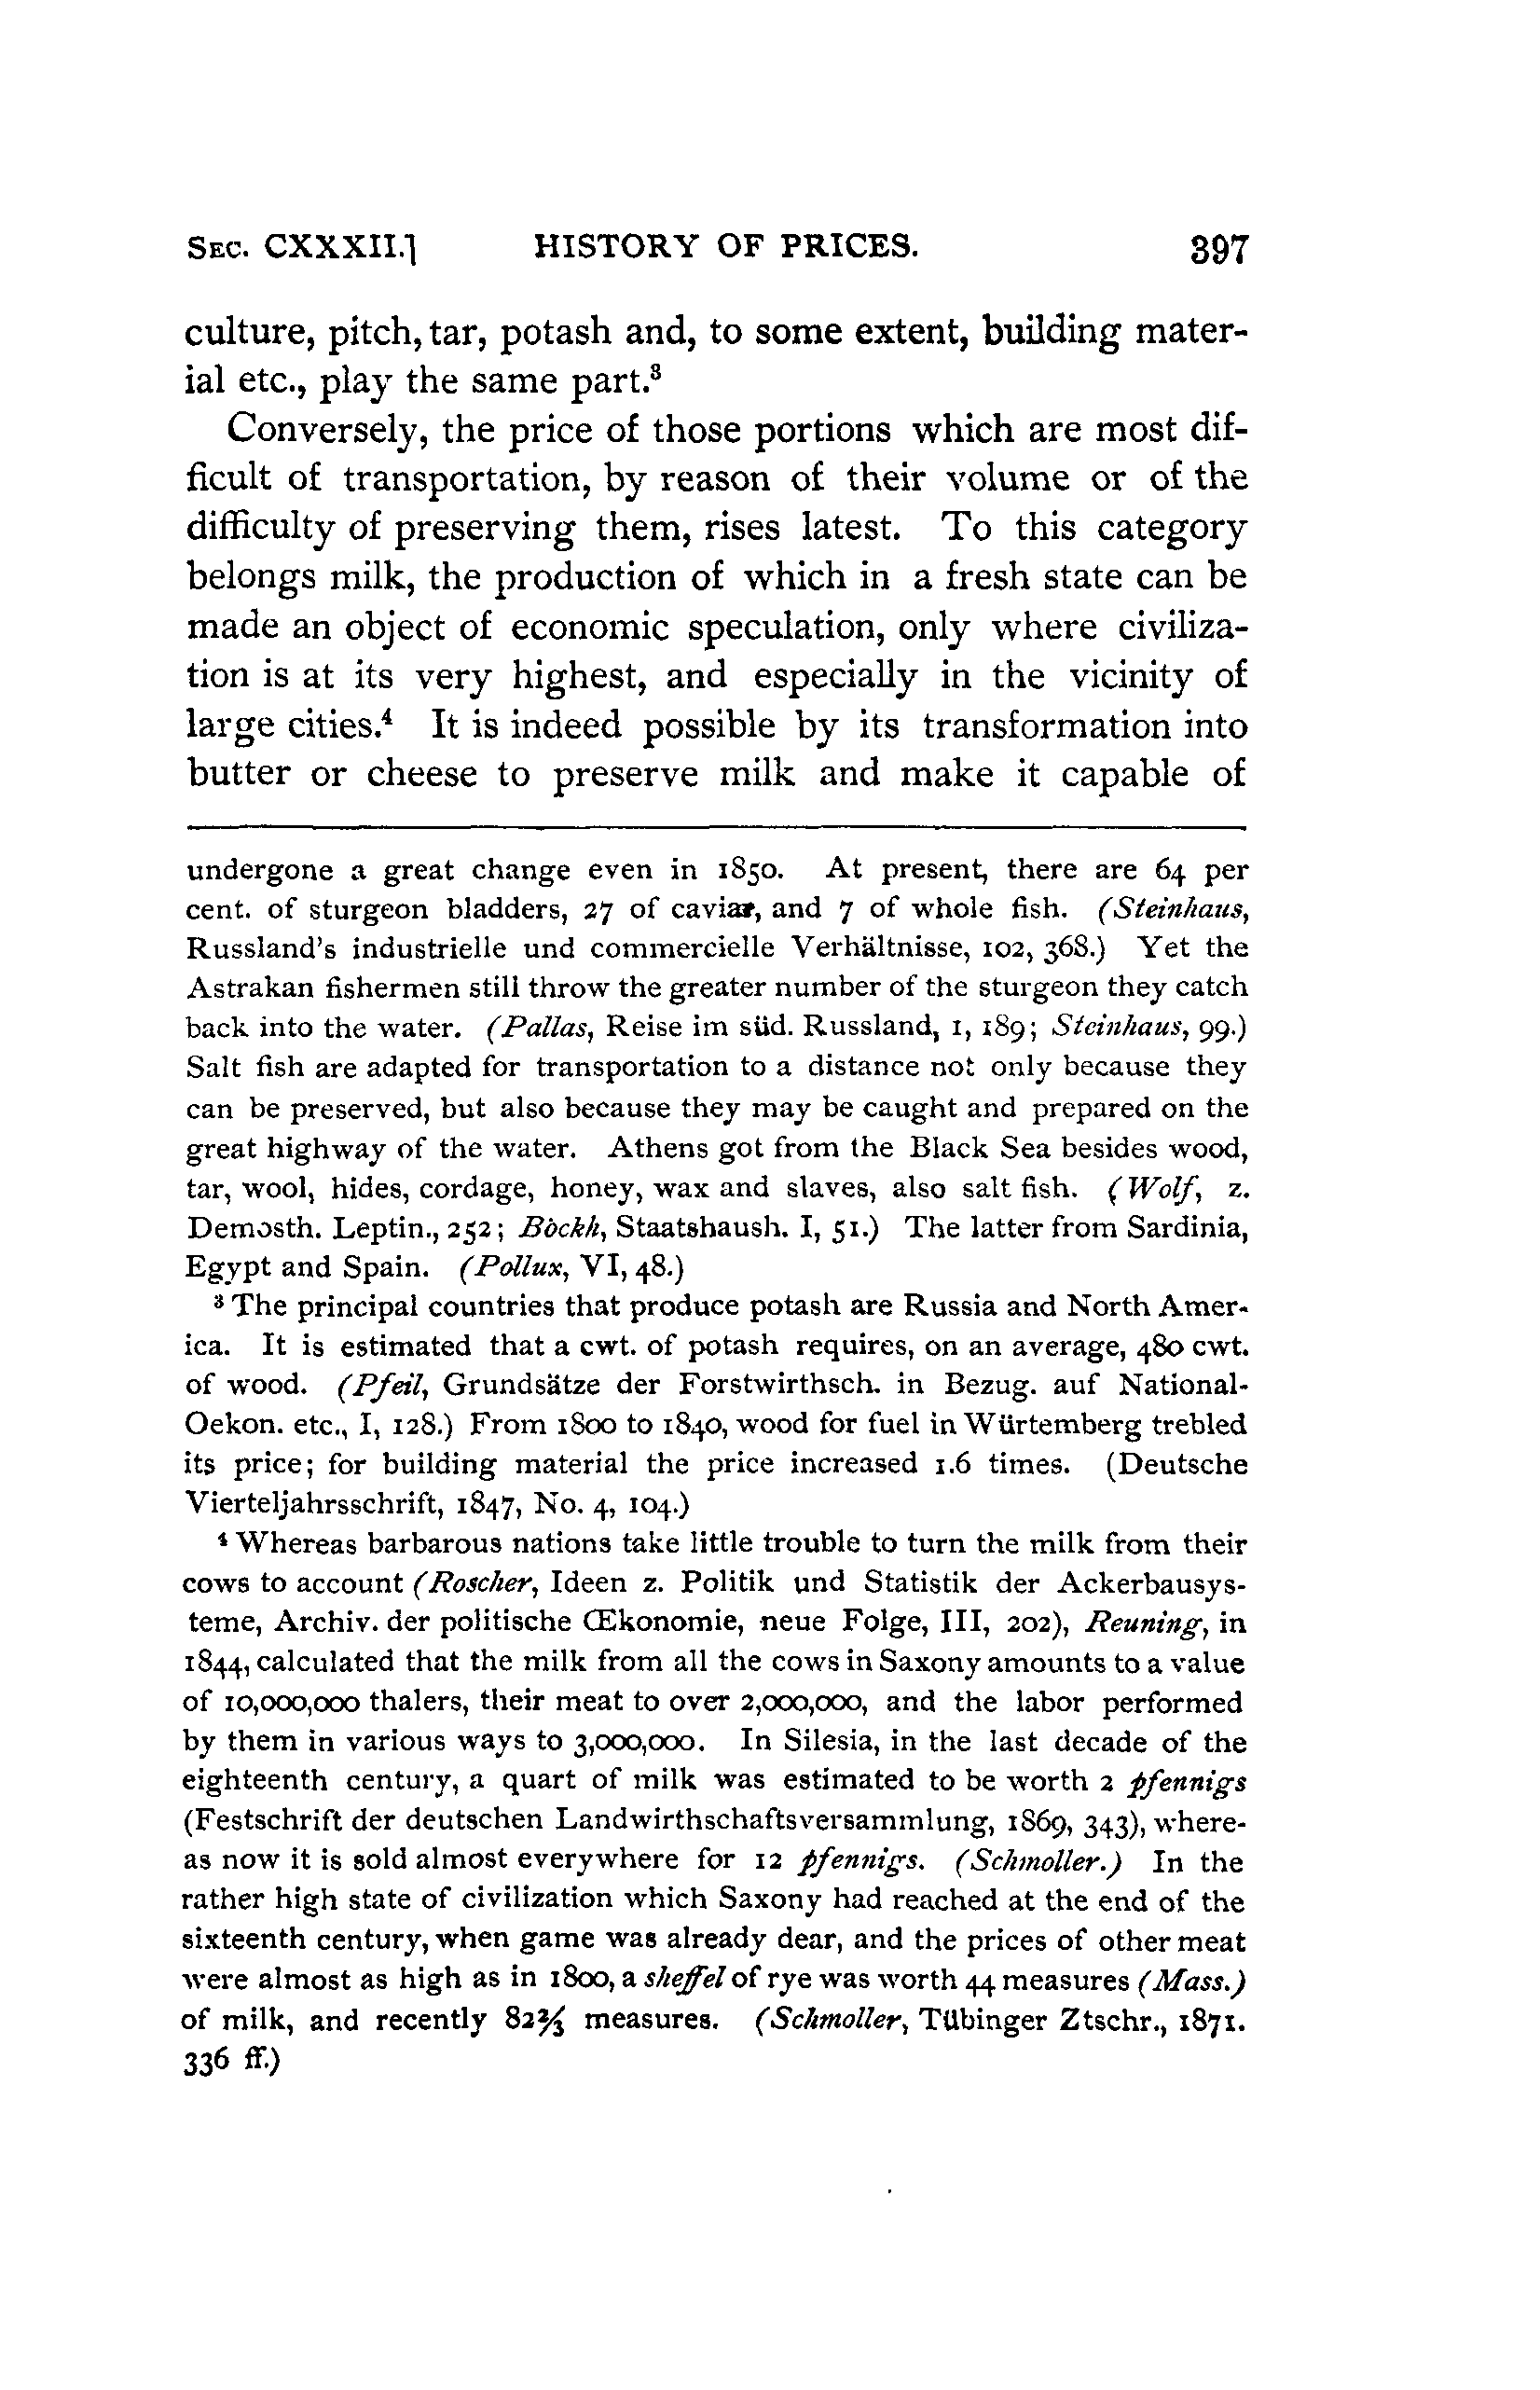 SEC. CXXXII.] HISTORY OF PRICES. 397
culture, pitch, tar, potash and, to some extent, building mater-
ial etc., play the same part.³
Conversely, the price of those portions which are most dif-
ficult of transportation, by reason of their volume or of the
difficulty of preserving them, rises latest. To this category
belongs milk, the production of which in a fresh state can be
made an object of economic speculation, only where civiliza-
tion is at its very highest, and especially in the vicinity of
large cities.⁴ It is indeed possible by its transformation into
butter or cheese to preserve milk and make it capable of
undergone a great change even in 1850. At present, there are 64 per
cent. of sturgeon bladders, 27 of caviar, and 7 of whole fish. (Steinhaus,
Russland's industrielle und commercielle Verhältnisse, 102, 368.) Yet the
Astrakan fishermen still throw the greater number of the sturgeon they catch
back into the water. (Pallas, Reise im süd. Russland, 1, 189; Steinhaus, 99.)
Salt fish are adapted for transportation to a distance not only because they
can be preserved, but also because they may be caught and prepared on the
great highway of the water. Athens got from the Black Sea besides wood,
tar, wool, hides, cordage, honey, wax and slaves, also salt fish. (Wolf, z.
Demosth. Leptin., 252; Böckh, Staatshaush. I, 51.) The latter from Sardinia,
Egypt and Spain. (Pollux, VI, 48.)
³ The principal countries that produce potash are Russia and North Amer-
ica. It is estimated that a cwt. of potash requires, on an average, 480 cwt.
of wood. (Pfeil, Grundsätze der Forstwirthsch. in Bezug. auf National-
Oekon. etc., I, 128.) From 1800 to 1840, wood for fuel in Würtemberg trebled
its price; for building material the price increased 1.6 times. (Deutsche
Vierteljahrsschrift, 1847, No. 4, 104.)
⁴ Whereas barbarous nations take little trouble to turn the milk from their
cows to account (Roscher, Ideen z. Politik und Statistik der Ackerbausys-
teme, Archiv. der politische Œkonomie, neue Folge, III, 202), Reuning, in
1844, calculated that the milk from all the cows in Saxony amounts to a value
of 10,000,000 thalers, their meat to over 2,000,000, and the labor performed
by them in various ways to 3,000,000. In Silesia, in the last decade of the
eighteenth century, a quart of milk was estimated to be worth 2 pfennigs
(Festschrift der deutschen Landwirthschaftsversammlung, 1869, 343), where-
as now it is sold almost everywhere for 12 pfennigs. (Schmoller.) In the
rather high state of civilization which Saxony had reached at the end of the
sixteenth century, when game was already dear, and the prices of other meat
were almost as high as in 1800, a sheffel of rye was worth 44 measures (Mass.)
of milk, and recently 82⅔ measures. (Schmoller, Tübinger Ztschr., 1871.
336 ff.)